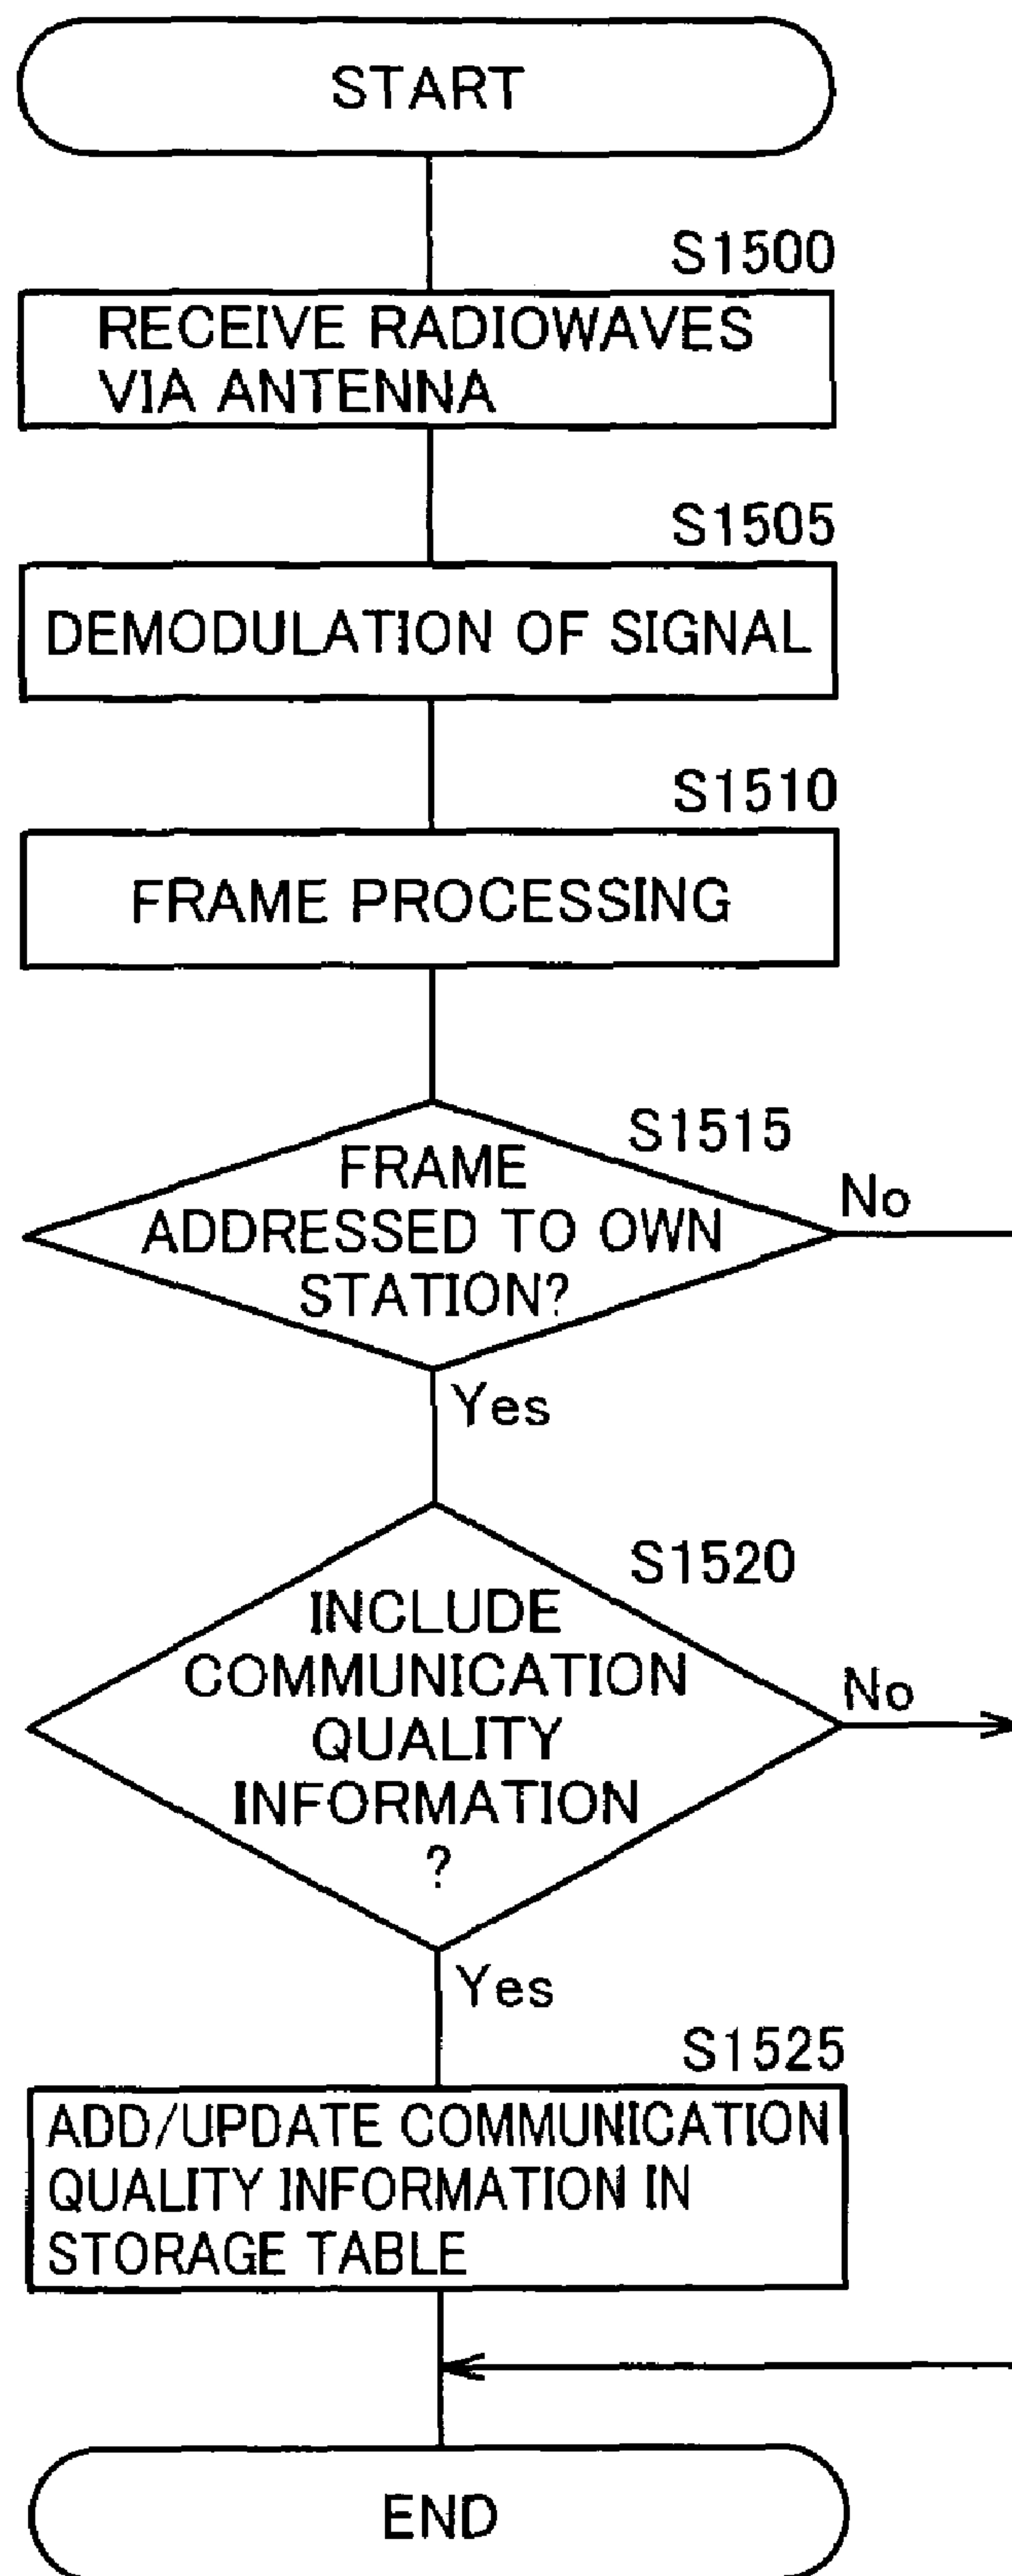 START
S1500
RECEIVE RADIOWAVES
VIA ANTENNA
S1505
DEMODULATION OF SIGNAL
S1510
FRAME PROCESSING
S1515
FRAME
ADDRESSED TO OWN
STATION?
No
Yes
S1520
INCLUDE
COMMUNICATION
QUALITY
INFORMATION
?
No
Yes
S1525
ADD/UPDATE COMMUNICATION
QUALITY INFORMATION IN
STORAGE TABLE
END